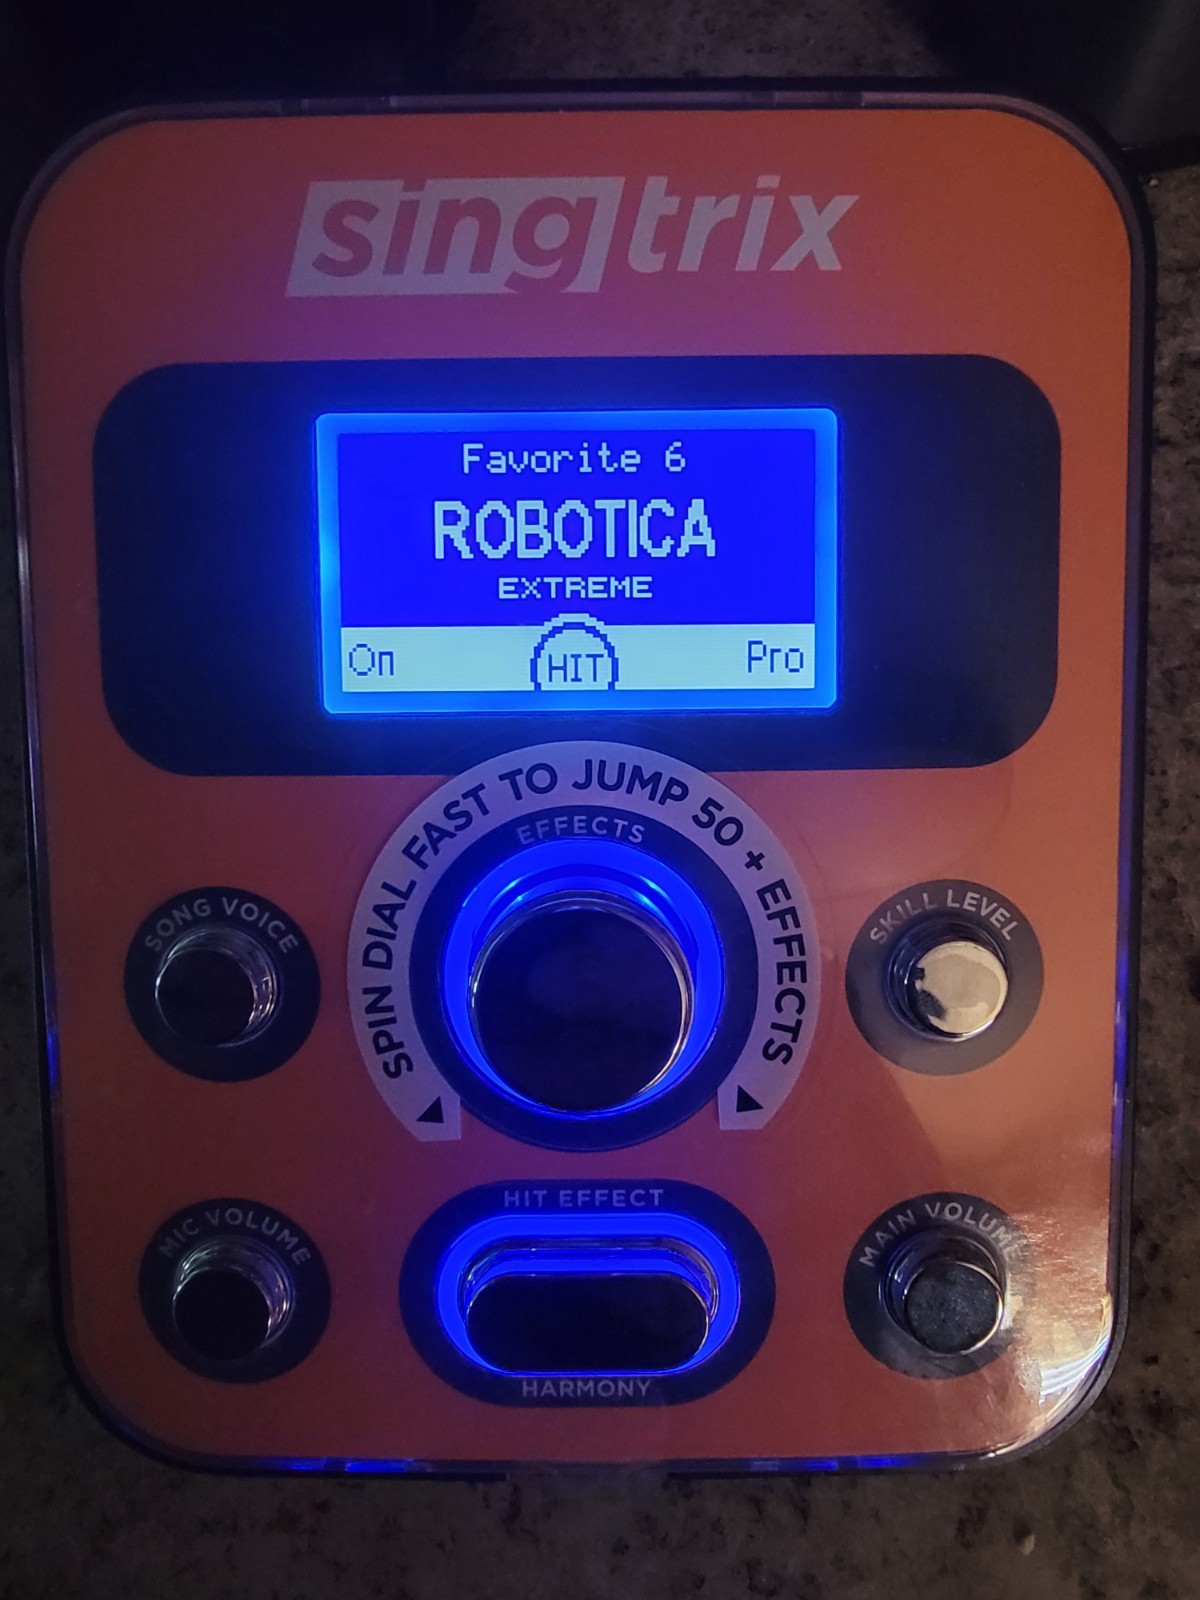 singtrix
Favorite 6
ROBOTICA
EXTREME
On HIT Pro
SPIN DIAL FAST TO JUMP 50 + EFFECTS
EFFECTS
SONG VOICE
SKILL LEVEL
MIC VOLUME
HIT EFFECT
MAIN VOLUME
HARMONY